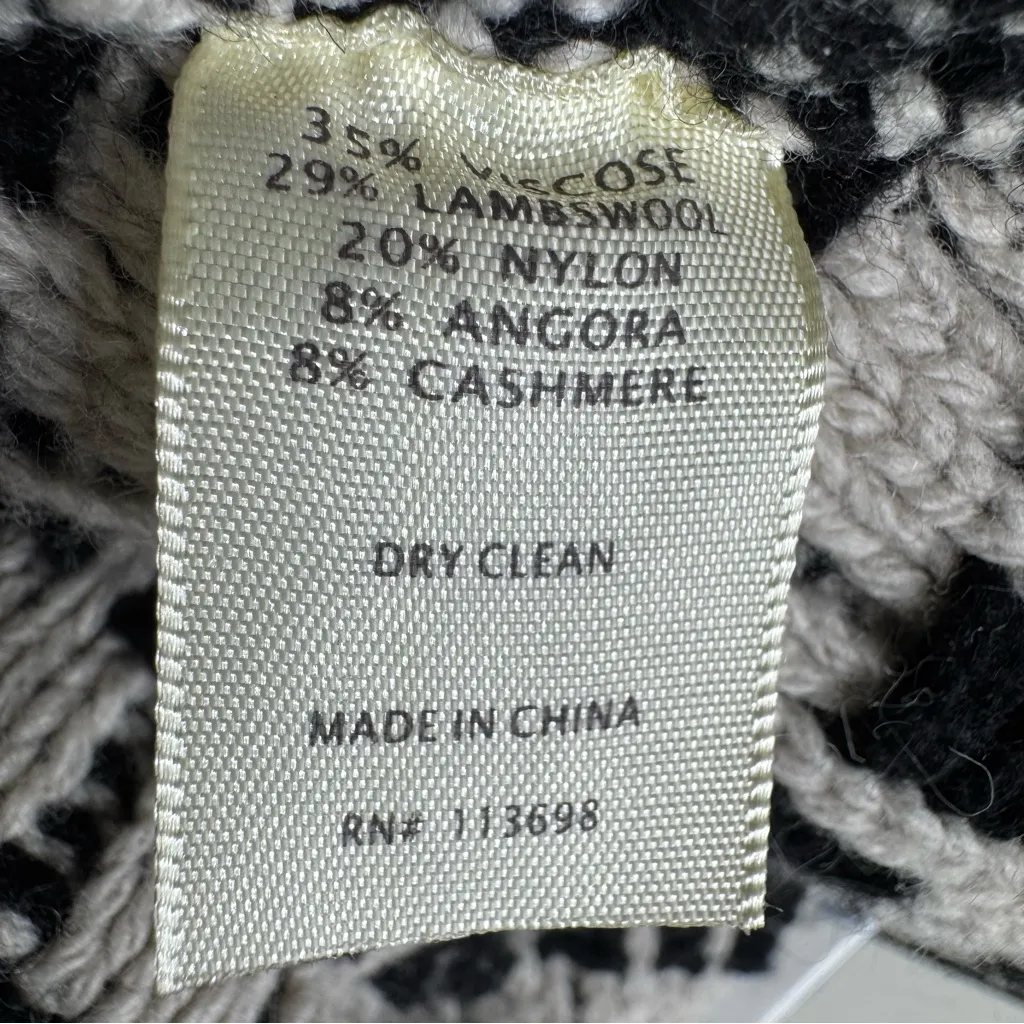 35% VISCOSE
29% LAMBSWOOL
20% NYLON
8% ANGORA
8% CASHMERE
DRY CLEAN
MADE IN CHINA
RN# 113698